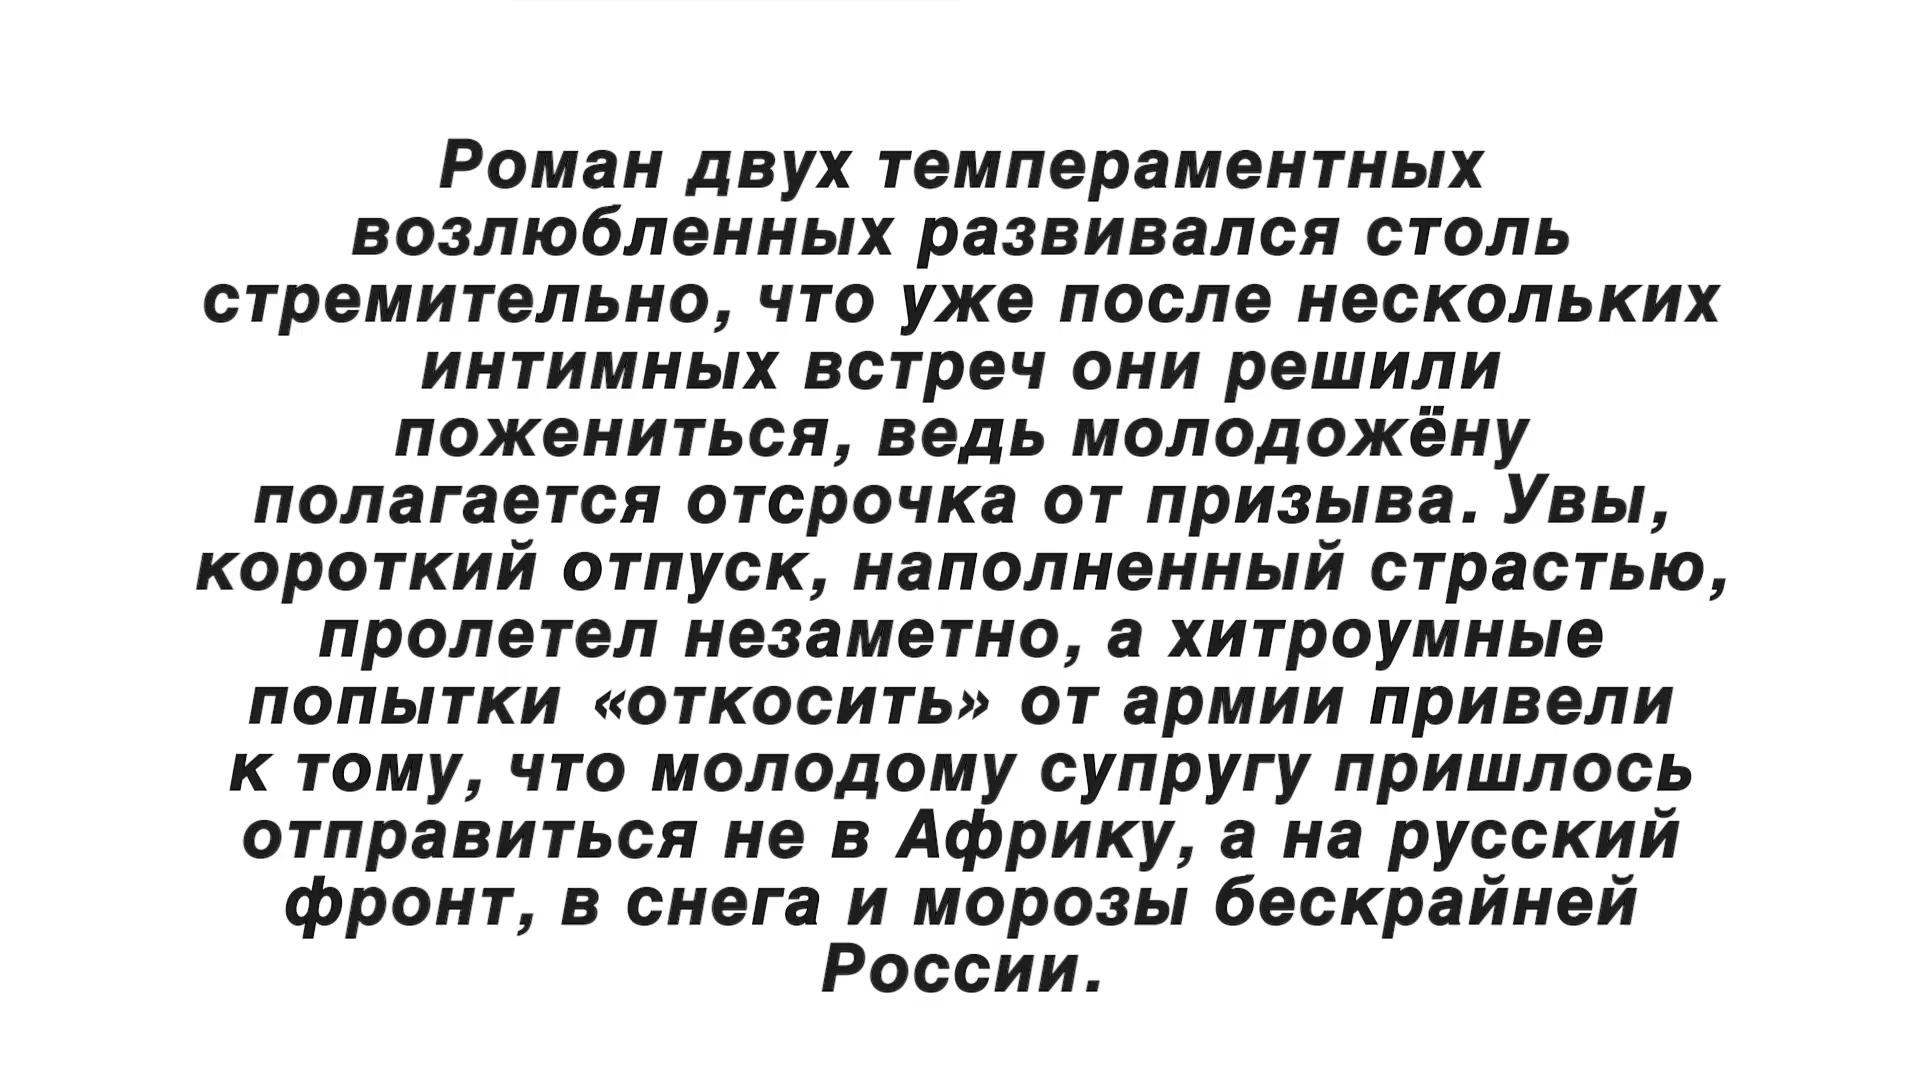 Роман двух темпераментных
возлюбленных развивался столь
стремительно, что уже после нескольких
интимных встреч они решили
пожениться, ведь молодожёну
полагается отсрочка от призыва. Увы,
короткий отпуск, наполненный страстью,
пролетел незаметно, а хитроумные
попытки «откосить» от армии привели
к тому, что молодому супругу пришлось
отправиться не в Африку, а на русский
фронт, в снега и морозы бескрайней
России.